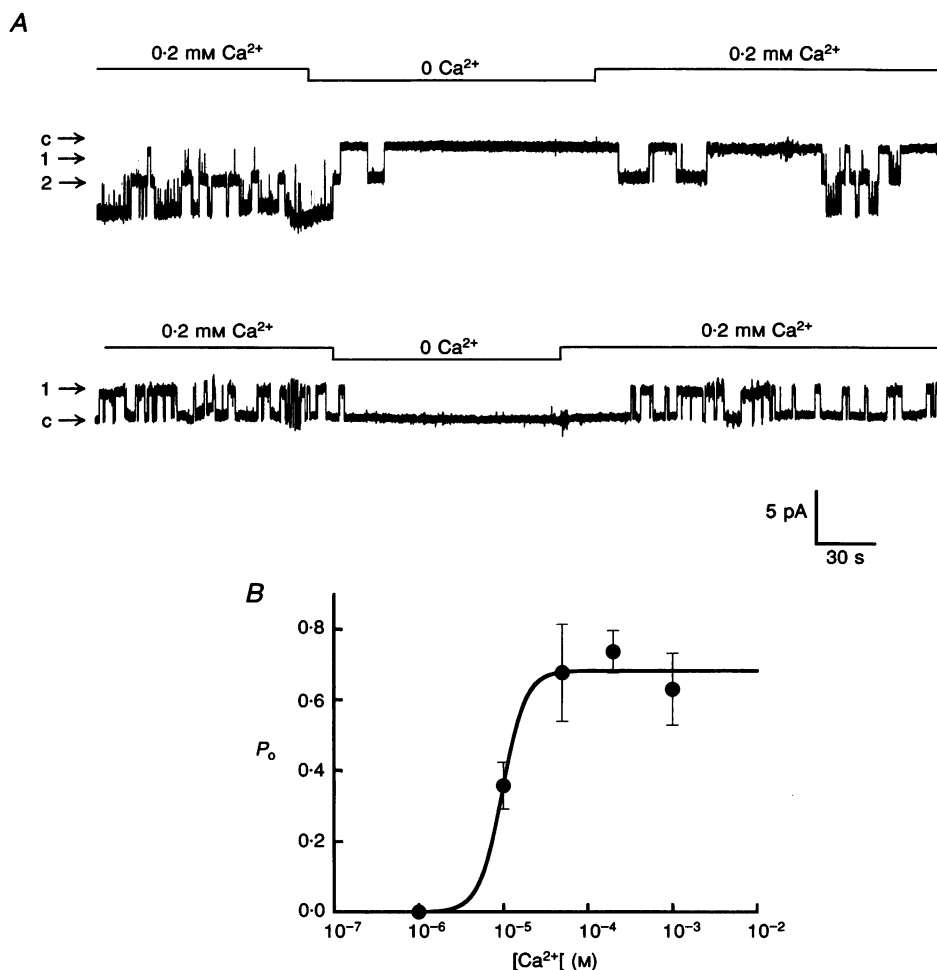 A
0·2 mM Ca²⁺ 0 Ca²⁺ 0·2 mM Ca²⁺
c →
1 →
2 →
0·2 mM Ca²⁺ 0 Ca²⁺ 0·2 mM Ca²⁺
1 →
c →
5 pA
30 s
B
0·8
0·6
Pₒ
0·4
0·2
0·0
10⁻⁷ 10⁻⁶ 10⁻⁵ 10⁻⁴ 10⁻³ 10⁻²
[Ca²⁺[ (M)